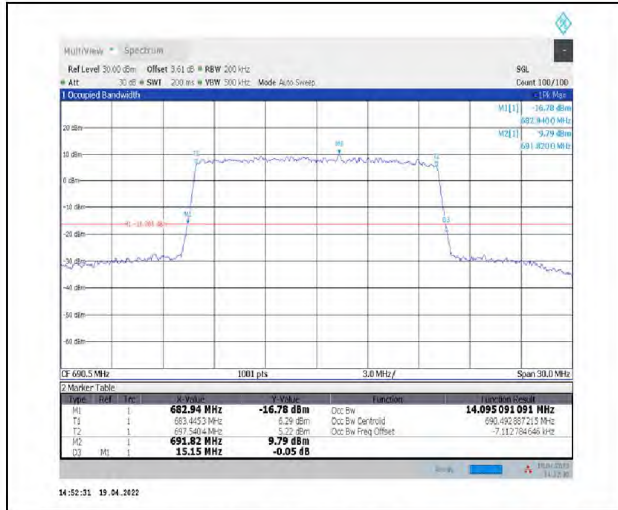 MultiView Spectrum
Ref Level 30.00 dBm Offset 3.61 dB RBW 200 kHz SGL
Att 30 dB SWT 200 ms VBW 500 kHz Mode Auto Sweep Count 100/100
1 Occupied Bandwidth 1Pk Max
M1[1] -16.78 dBm
682.9400 MHz
M2[1] 9.79 dBm
691.8200 MHz
20 dBm
10 dBm
0 dBm
-10 dBm
-20 dBm
-30 dBm
-40 dBm
-50 dBm
-60 dBm
CF 690.5 MHz 1001 pts 3.0 MHz/ Span 30.0 MHz
2 Marker Table
Type Ref Trc X-Value Y-Value Function Function Result
M1 1 682.94 MHz -16.78 dBm Occ Bw 14.095 091 091 MHz
T1 1 683.4453 MHz 6.29 dBm Occ Bw Centroid 690.492 887 215 MHz
T2 1 697.5404 MHz 5.22 dBm Occ Bw Freq Offset -7.112 784 646 kHz
M2 1 691.82 MHz 9.79 dBm
D3 M1 1 15.15 MHz -0.05 dB
Ready
14:52:31 19.04.2022